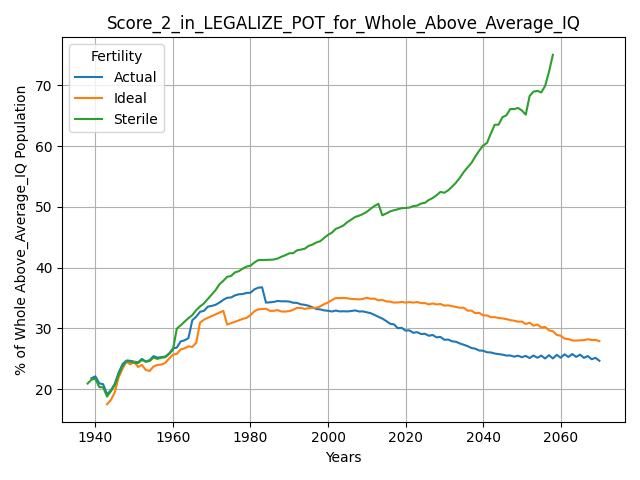 Score_2_in_LEGALIZE_POT_for_Whole_Above_Average_IQ
Fertility
Actual
Ideal
Sterile
% of Whole Above_Average_IQ Population
70
60
50
40
30
20
1940
1960
1980
2000
2020
2040
2060
Years